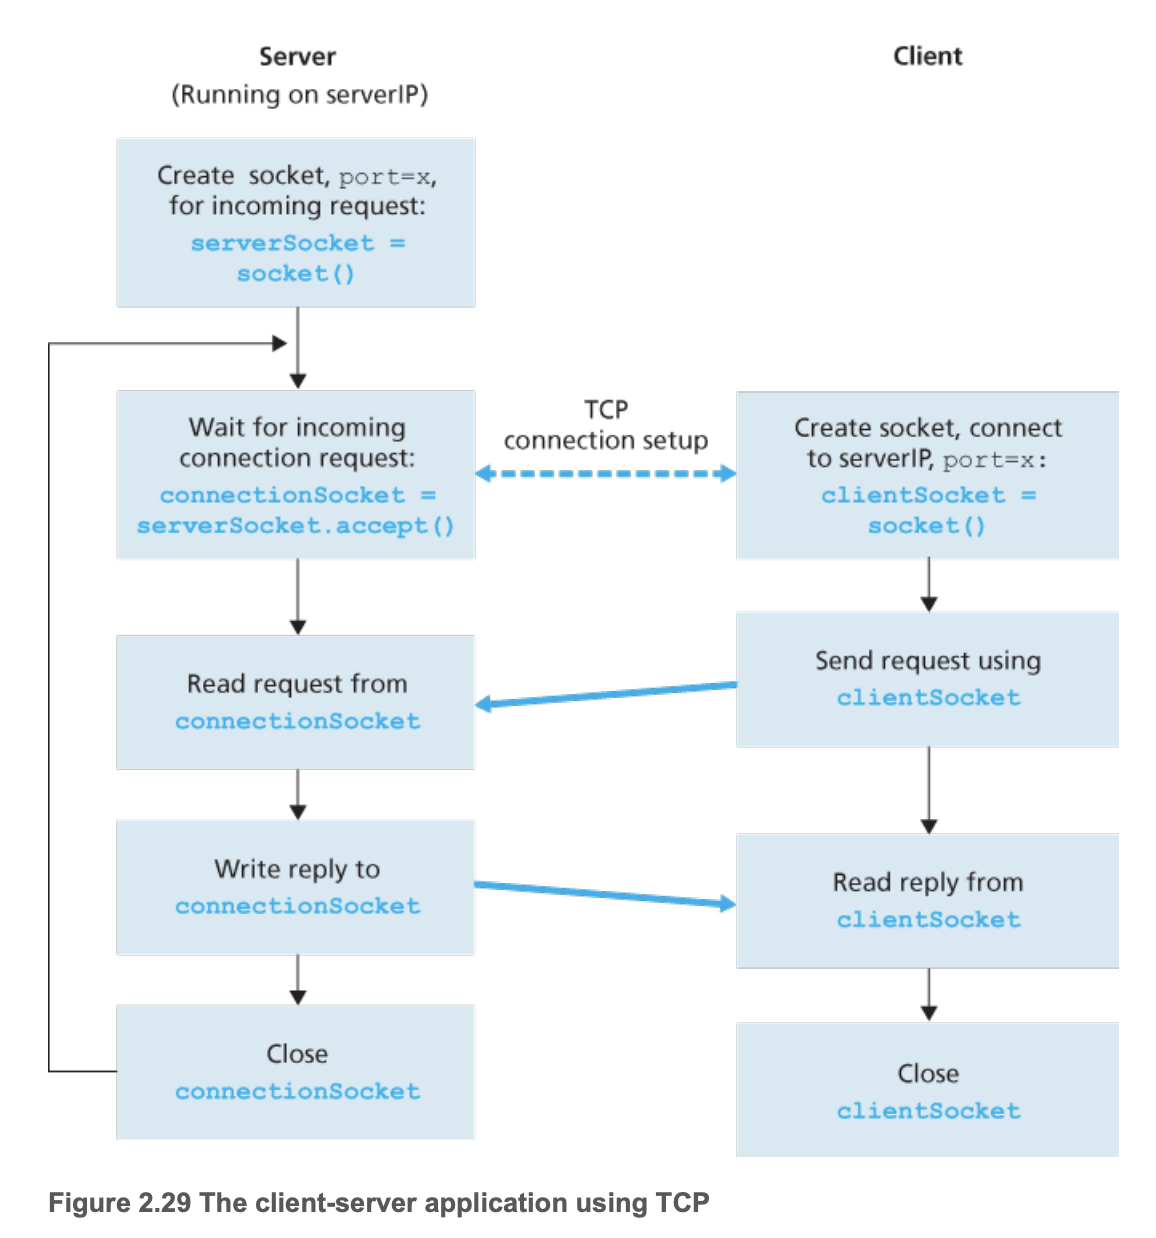 Server
(Running on serverIP)
Create socket, port=x,
for incoming request:
serverSocket =
socket()
Wait for incoming
connection request:
connectionSocket =
serverSocket.accept()
Read request from
connectionSocket
Write reply to
connectionSocket
Close
connectionSocket
TCP
connection setup
Client
Create socket, connect
to serverIP, port=x:
clientSocket =
socket()
Send request using
clientSocket
Read reply from
clientSocket
Close
clientSocket
Figure 2.29 The client-server application using TCP